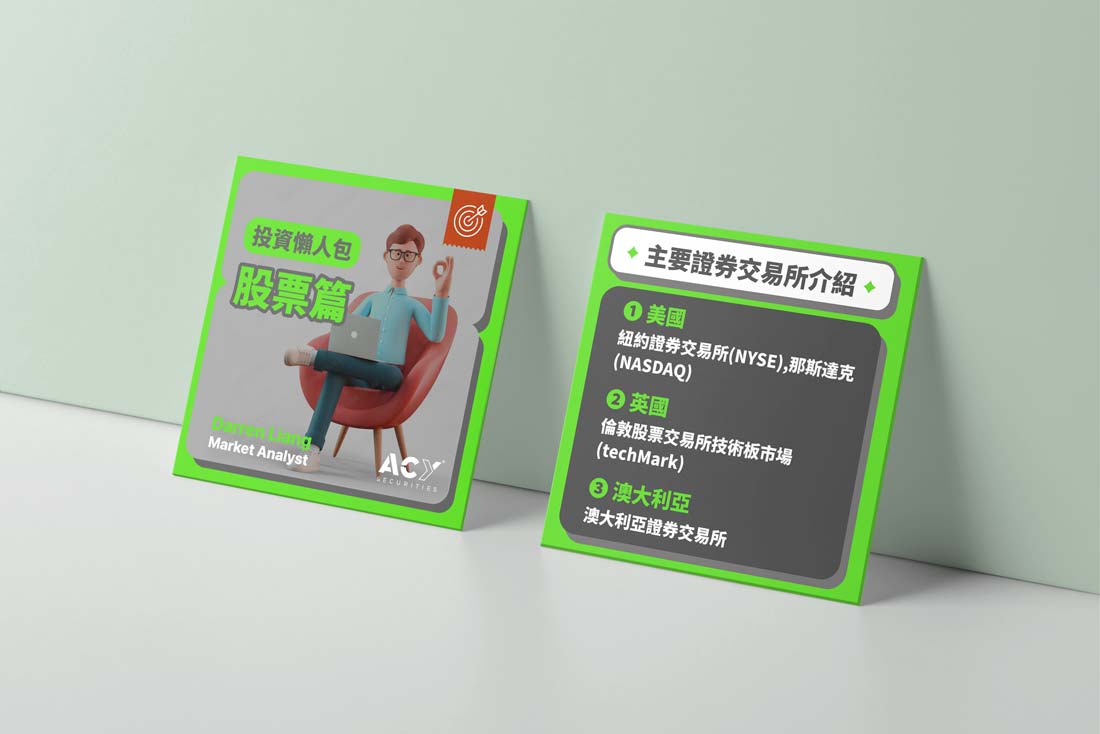 投資懶人包
股票篇
Darren Liang
Market Analyst
ACY
SECURITIES
主要證券交易所介紹
1 美國
紐約證券交易所(NYSE),那斯達克
(NASDAQ)
2 英國
倫敦股票交易所技術板市場
(techMark)
3 澳大利亞
澳大利亞證券交易所